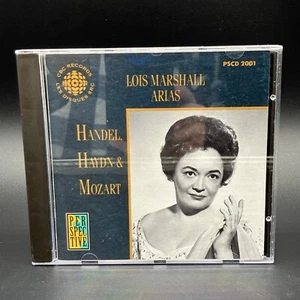 CBC RECORDS
LES DISQUES SRC
LOIS MARSHALL
ARIAS
PSCD 2001
HANDEL,
HAYDN &
MOZART
PER
SPEC
TIVE